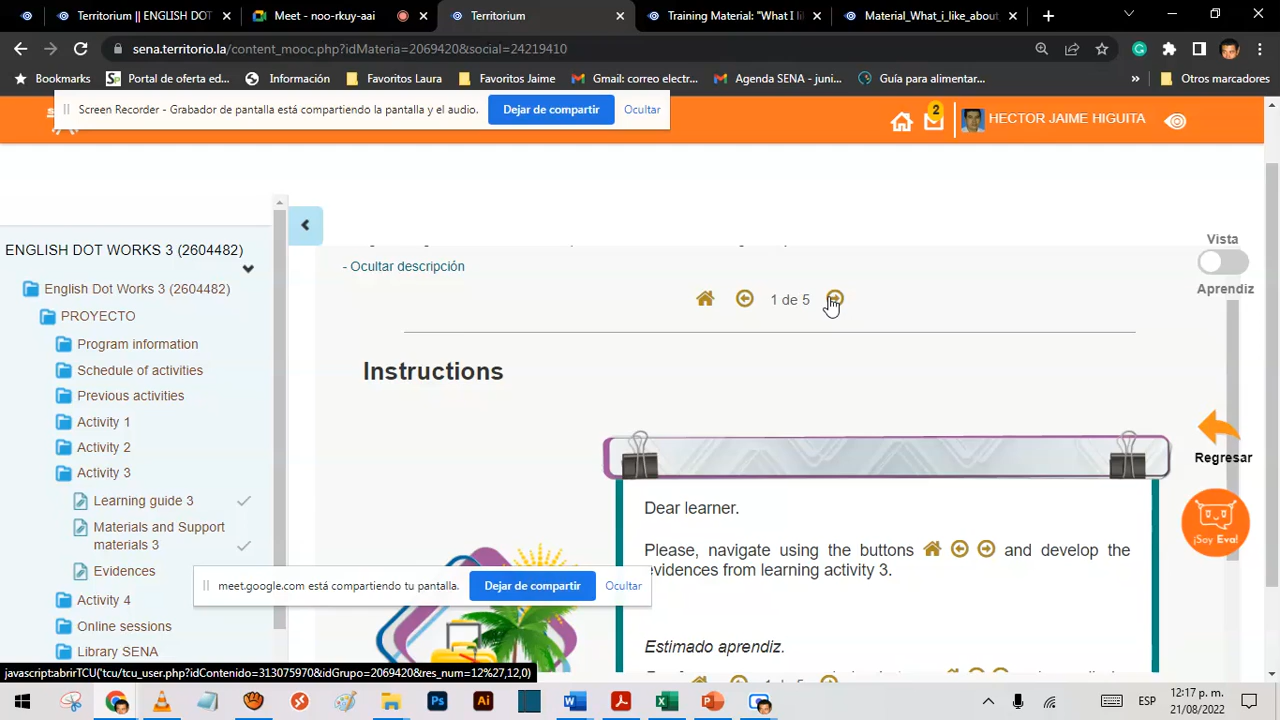 Territorium || ENGLISH DOT
Meet - noo-rkuy-aai
Territorium
Training Material: "What I li
Material_What_i_like_about
sena.territorio.la/content_mooc.php?idMateria=2069420&social=24219410
Bookmarks
Portal de oferta ed...
Información
Favoritos Laura
Favoritos Jaime
Gmail: correo electr...
Agenda SENA - juni...
Guía para alimentar...
»
Otros marcadores
Screen Recorder - Grabador de pantalla está compartiendo la pantalla y el audio.
Dejar de compartir
Ocultar
2
HECTOR JAIME HIGUITA
ENGLISH DOT WORKS 3 (2604482)
English Dot Works 3 (2604482)
PROYECTO
Program information
Schedule of activities
Previous activities
Activity 1
Activity 2
Activity 3
Learning guide 3
Materials and Support
materials 3
Evidences
Activity 4
Online sessions
Library SENA
- Ocultar descripción
1 de 5
Instructions
Dear learner.
Please, navigate using the buttons and develop the
evidences from learning activity 3.
Estimado aprendiz.
Vista
Aprendiz
Regresar
¡Soy Eva!
meet.google.com está compartiendo tu pantalla.
Dejar de compartir
Ocultar
javascript:abrirTCU('tcu/tcu_user.php?idContenido=313075970&idGrupo=2069420&res_num=12%27,12,0)
ESP
12:17 p. m.
21/08/2022